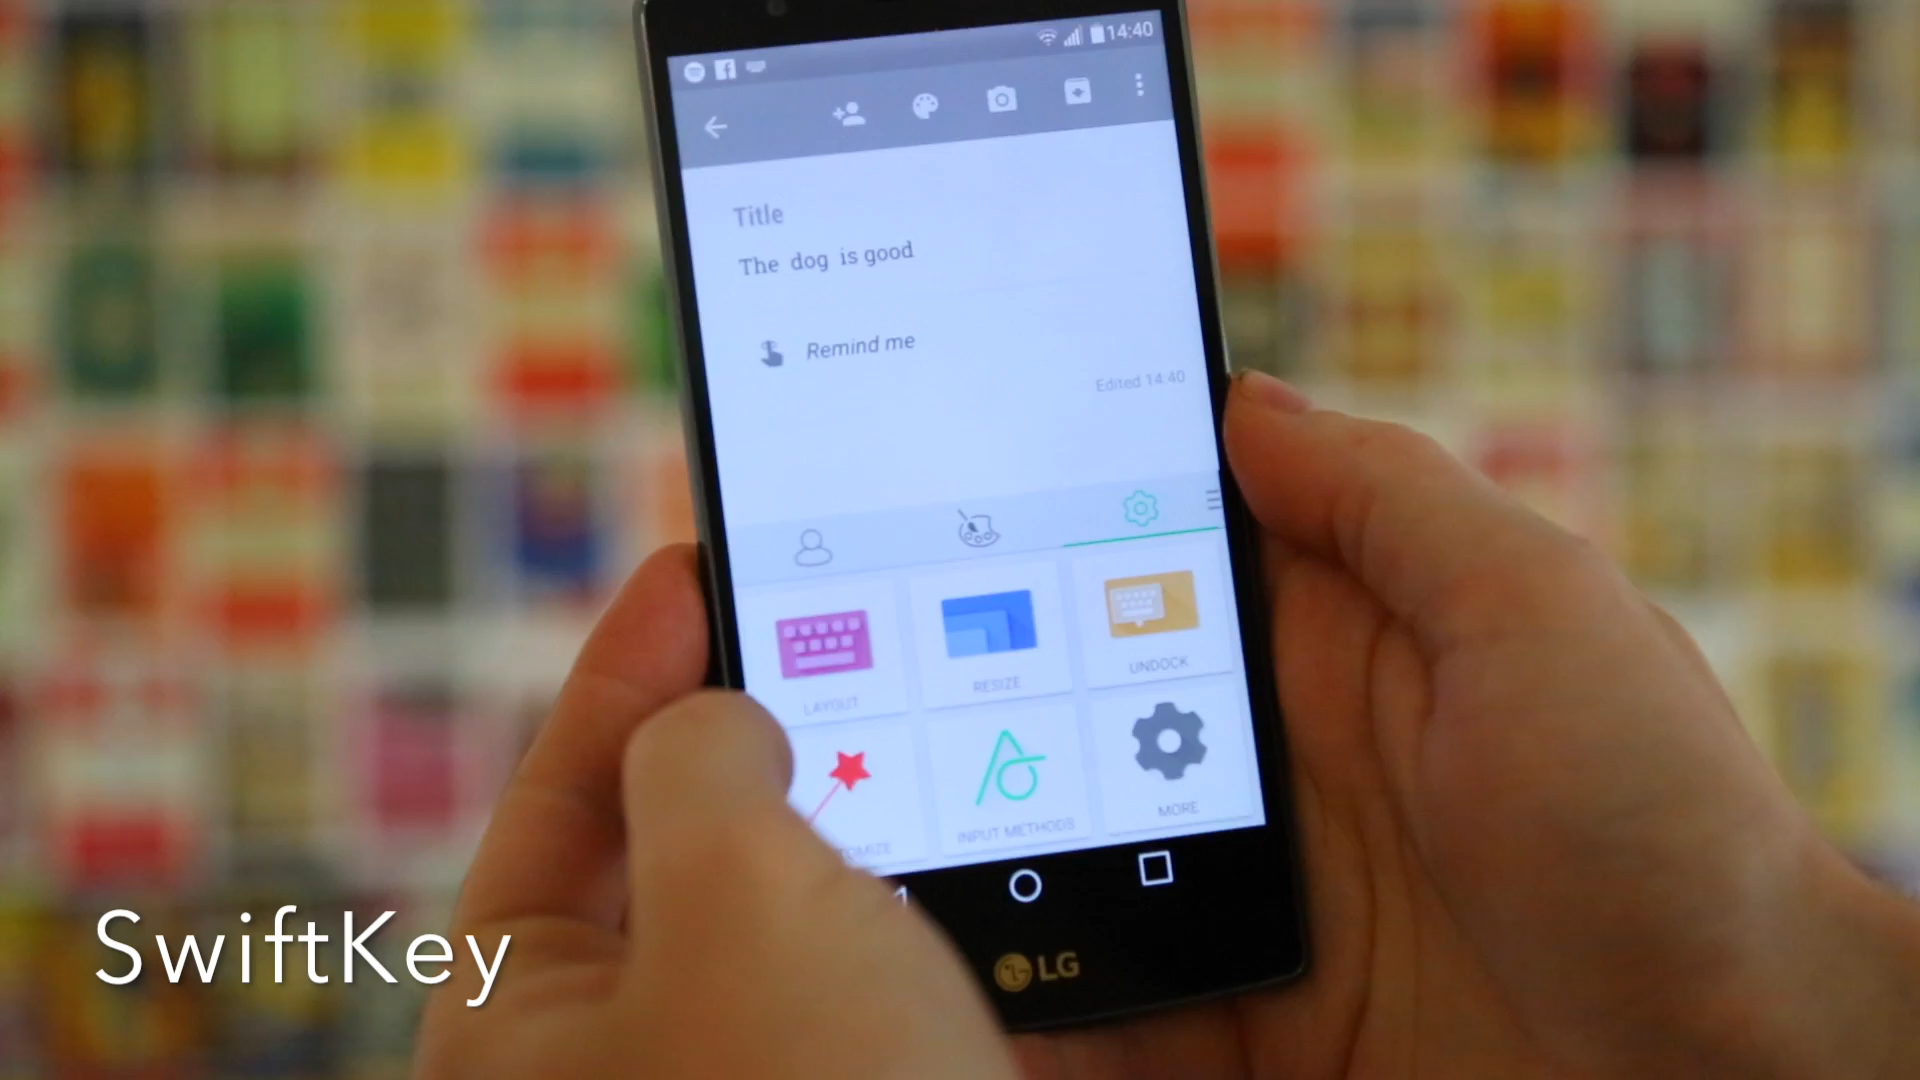 14:40
Title
The dog is good
Remind me
Edited 14:40
LAYOUT
RESIZE
UNDOCK
TOMIZE
INPUT METHODS
MORE
LG
SwiftKey